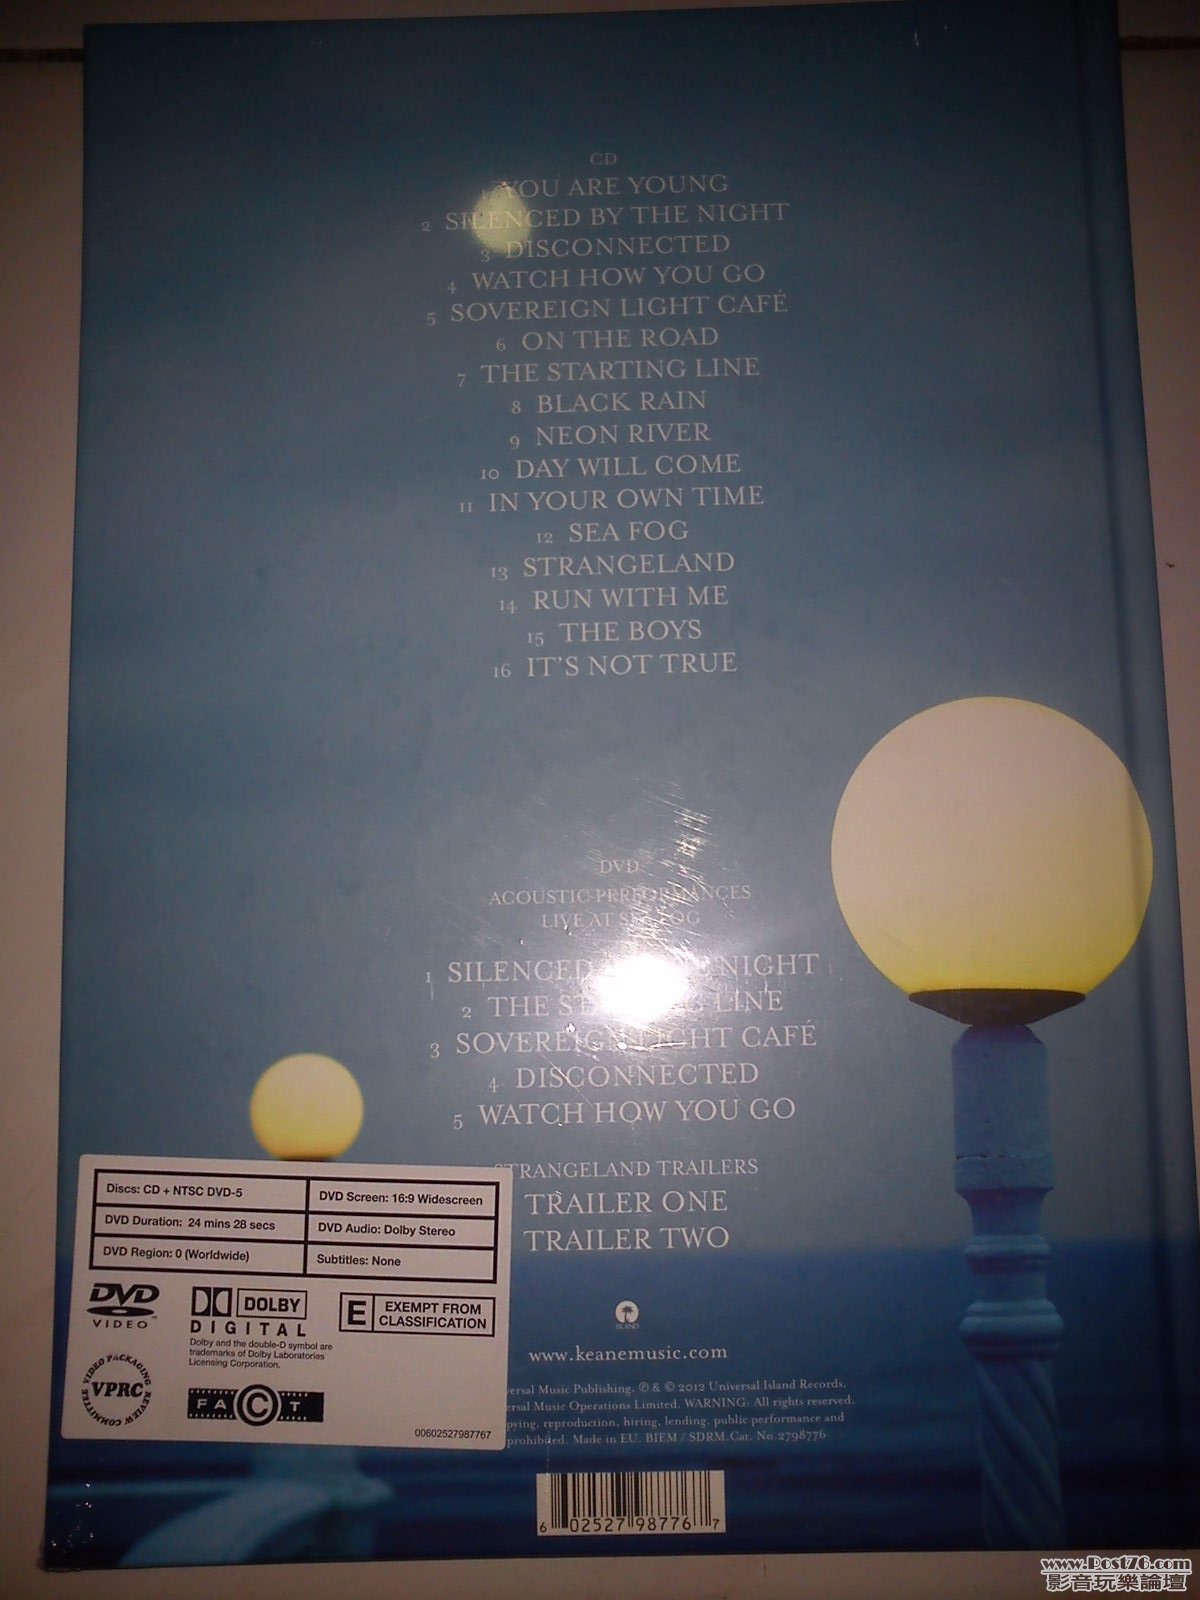 CD
1 YOU ARE YOUNG
2 SILENCED BY THE NIGHT
3 DISCONNECTED
4 WATCH HOW YOU GO
5 SOVEREIGN LIGHT CAFÉ
6 ON THE ROAD
7 THE STARTING LINE
8 BLACK RAIN
9 NEON RIVER
10 DAY WILL COME
11 IN YOUR OWN TIME
12 SEA FOG
13 STRANGELAND
14 RUN WITH ME
15 THE BOYS
16 IT'S NOT TRUE
DVD
ACOUSTIC PERFORMANCES
LIVE AT SEA FOG
1 SILENCED NIGHT
2 THE LINE
3 SOVEREIGN LIGHT CAFÉ
4 DISCONNECTED
5 WATCH HOW YOU GO
STRANGELAND TRAILERS
TRAILER ONE
TRAILER TWO
ISLAND
www.keanemusic.com
Music Publishing. ℗ & © 2012 Universal Island Records.
Music Operations Limited. WARNING: All rights reserved.
reproduction, hiring, lending, public performance and
prohibited. Made in EU. BIEM / SDRM. Cat. No. 2798776
6 02527 98776 7
Discs: CD + NTSC DVD-5
DVD Screen: 16:9 Widescreen
DVD Duration: 24 mins 28 secs
DVD Audio: Dolby Stereo
DVD Region: 0 (Worldwide)
Subtitles: None
DVD
VIDEO
DOLBY
DIGITAL
Dolby and the double-D symbol are
trademarks of Dolby Laboratories
Licensing Corporation.
E EXEMPT FROM
CLASSIFICATION
VIDEO PACKAGING REVIEW COMMITTEE
VPRC
FACT
00602527987767
www.Post76.com
影音玩樂論壇